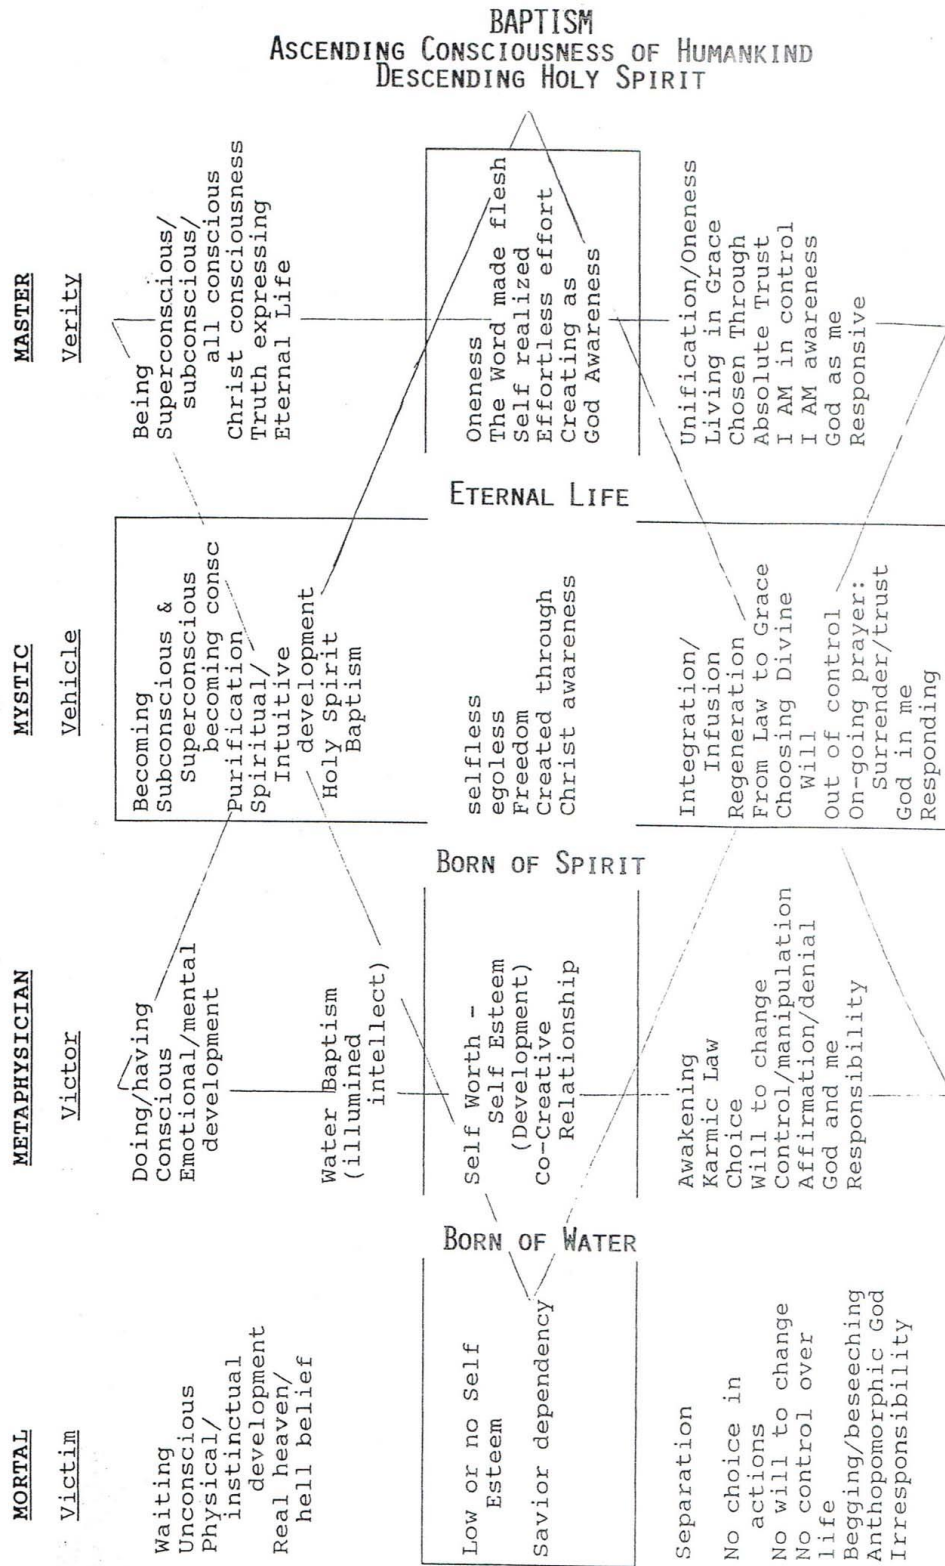 BAPTISM
ASCENDING CONSCIOUSNESS OF HUMANKIND
DESCENDING HOLY SPIRIT
MORTAL
Victim
Waiting
Unconscious
Physical/
instinctual
development
Real heaven/
hell belief
Low or no Self
Esteem
Savior dependency
Separation
No choice in
actions
No will to change
No control over
life
Begging/beseeching
Anthopomorphic God
Irresponsibility
BORN OF WATER
METAPHYSICIAN
Victor
Doing/having
Conscious
Emotional/mental
development
Water Baptism
(illumined
intellect)
Self Worth -
Self Esteem
(Development)
Co-Creative
Relationship
Awakening
Karmic Law
Choice
Will to change
Control/manipulation
Affirmation/denial
God and me
Responsibility
BORN OF SPIRIT
MYSTIC
Vehicle
Becoming
Subconscious &
Superconscious
becoming consc
Purification
Spiritual/
Intuitive
development
Holy Spirit
Baptism
selfless
egoless
Freedom
Created through
Christ awareness
Integration/
Infusion
Regeneration
From Law to Grace
Choosing Divine
Will
Out of control
On-going prayer:
Surrender/trust
God in me
Responding
ETERNAL LIFE
MASTER
Verity
Being
Superconscious/
subconscious/
all conscious
Christ consciousness
Truth expressing
Eternal Life
Oneness
The Word made flesh
Self realized
Effortless effort
Creating as
God Awareness
Unification/Oneness
Living in Grace
Chosen Through
Absolute Trust
I AM in control
I AM awareness
God as me
Responsive